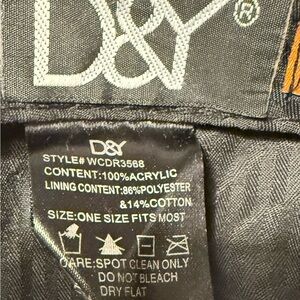 D&Y®
D&Y
STYLE# WCDR3568
CONTENT:100%ACRYLIC
LINING CONTENT:86%POLYESTER
&14%COTTON
SIZE:ONE SIZE FITS MOST
CARE:SPOT CLEAN ONLY
DO NOT BLEACH
DRY FLAT